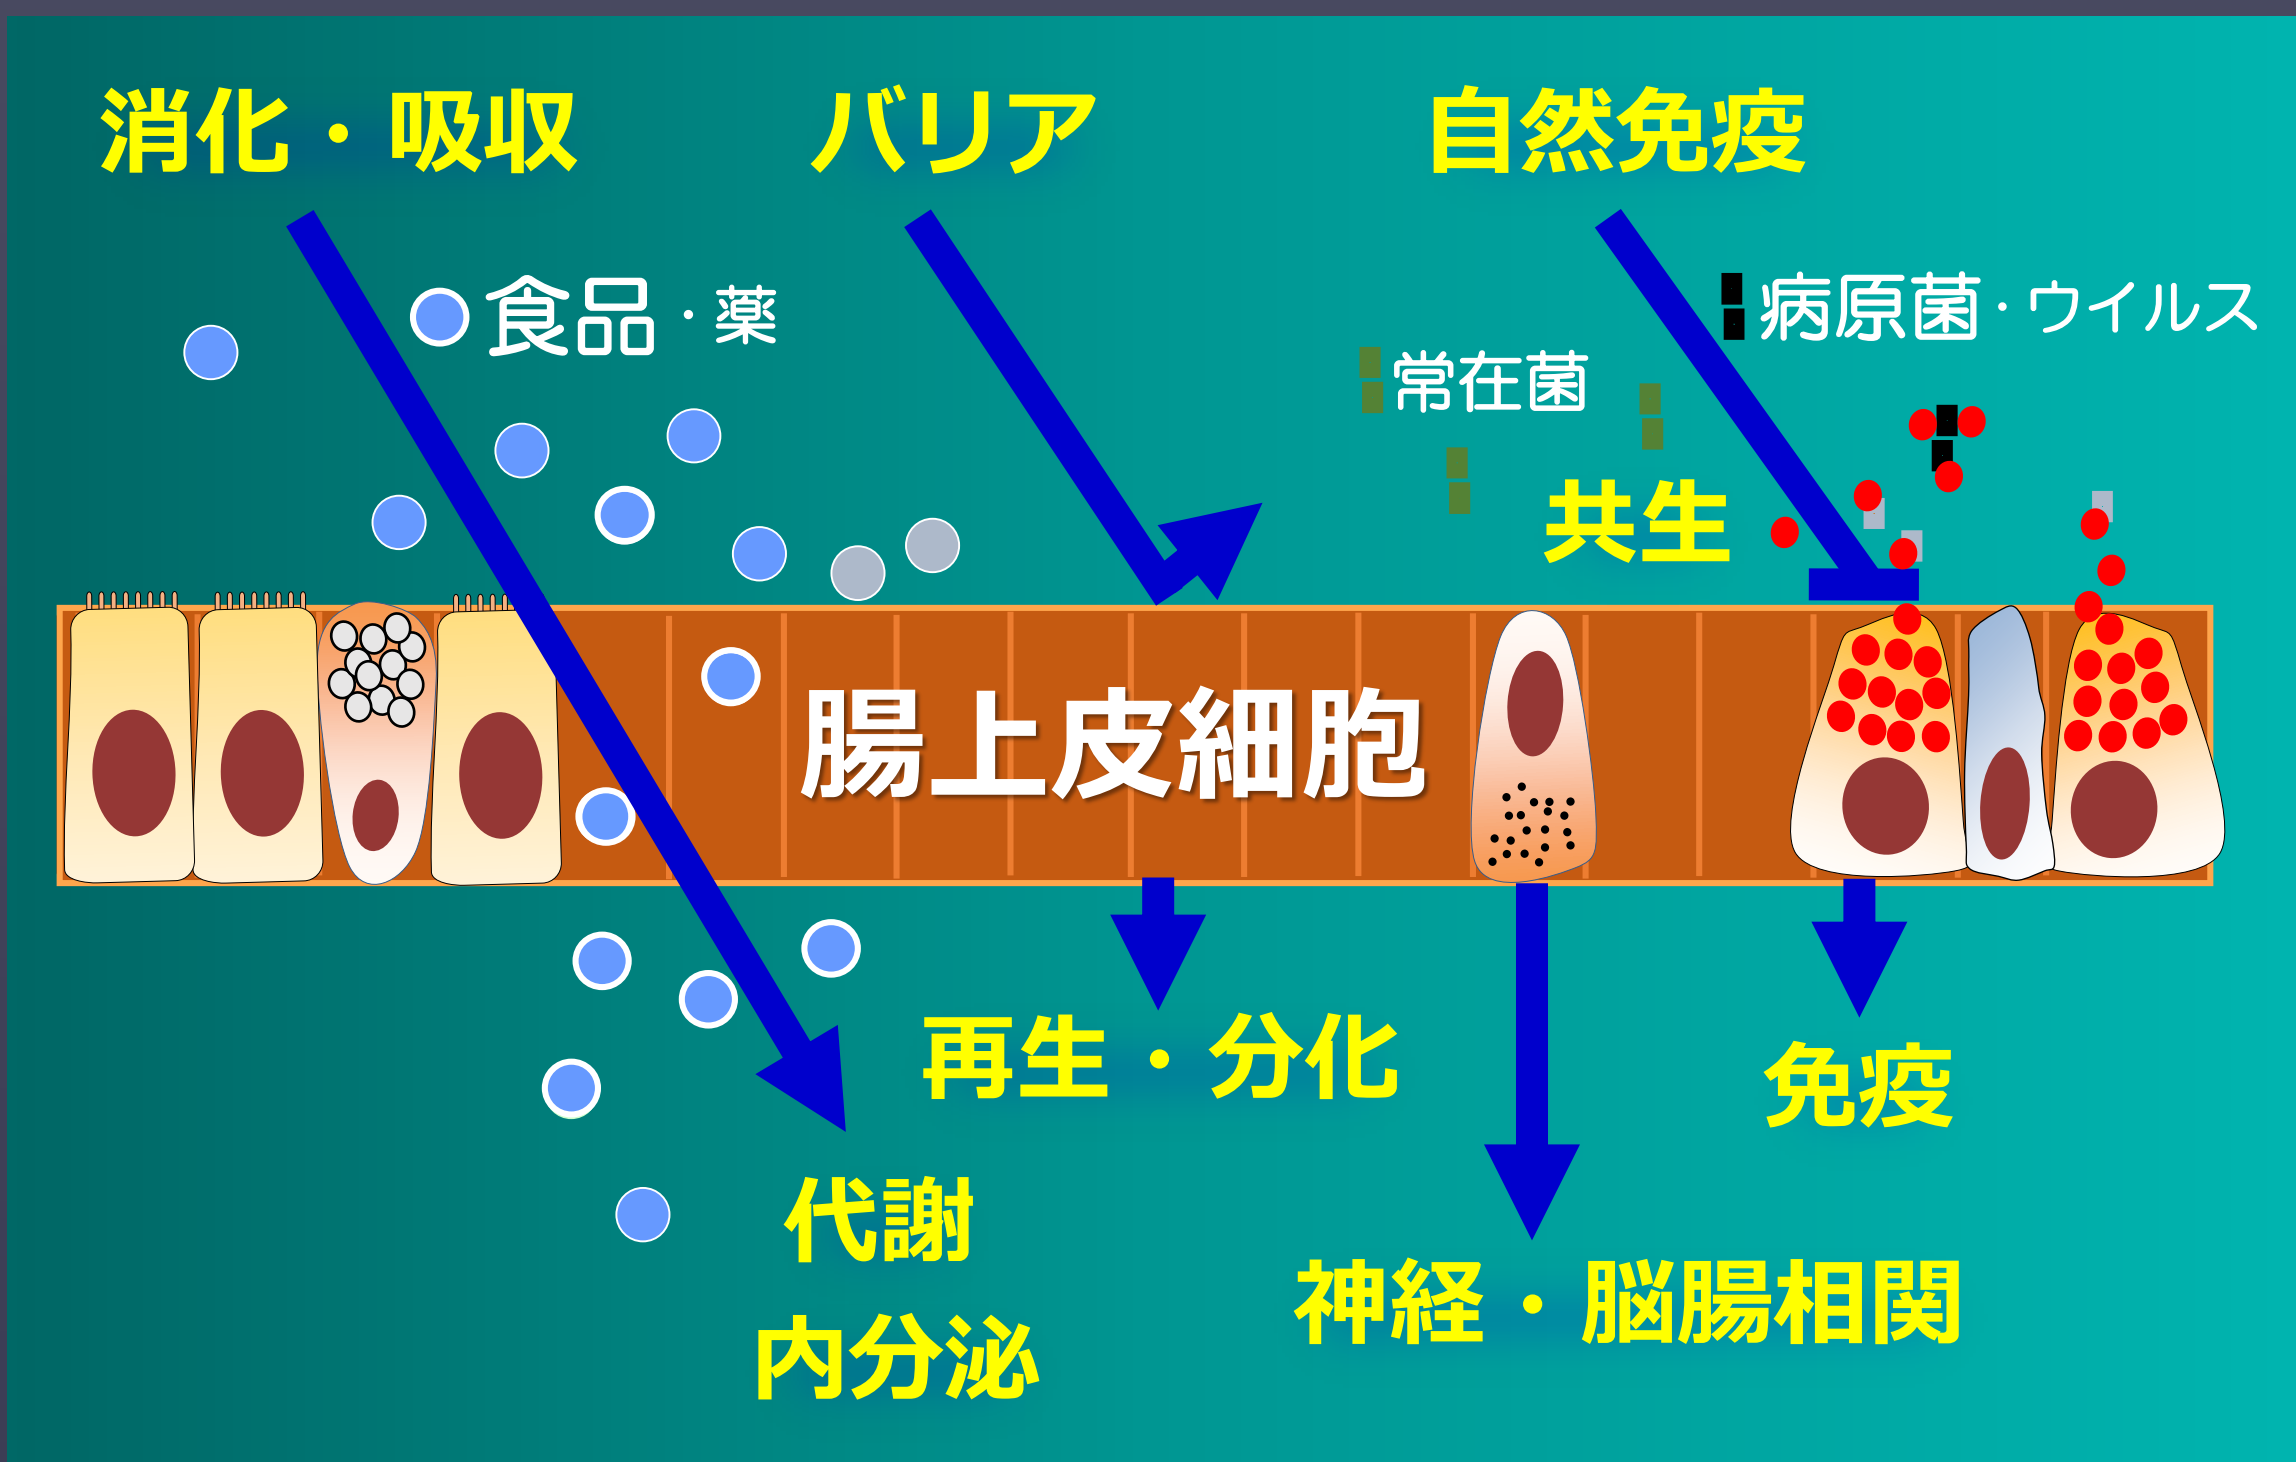 消化・吸収
バリア
自然免疫
食品・薬
病原菌・ウイルス
常在菌
共生
腸上皮細胞
再生・分化
免疫
代謝
内分泌
神経・脳腸相関